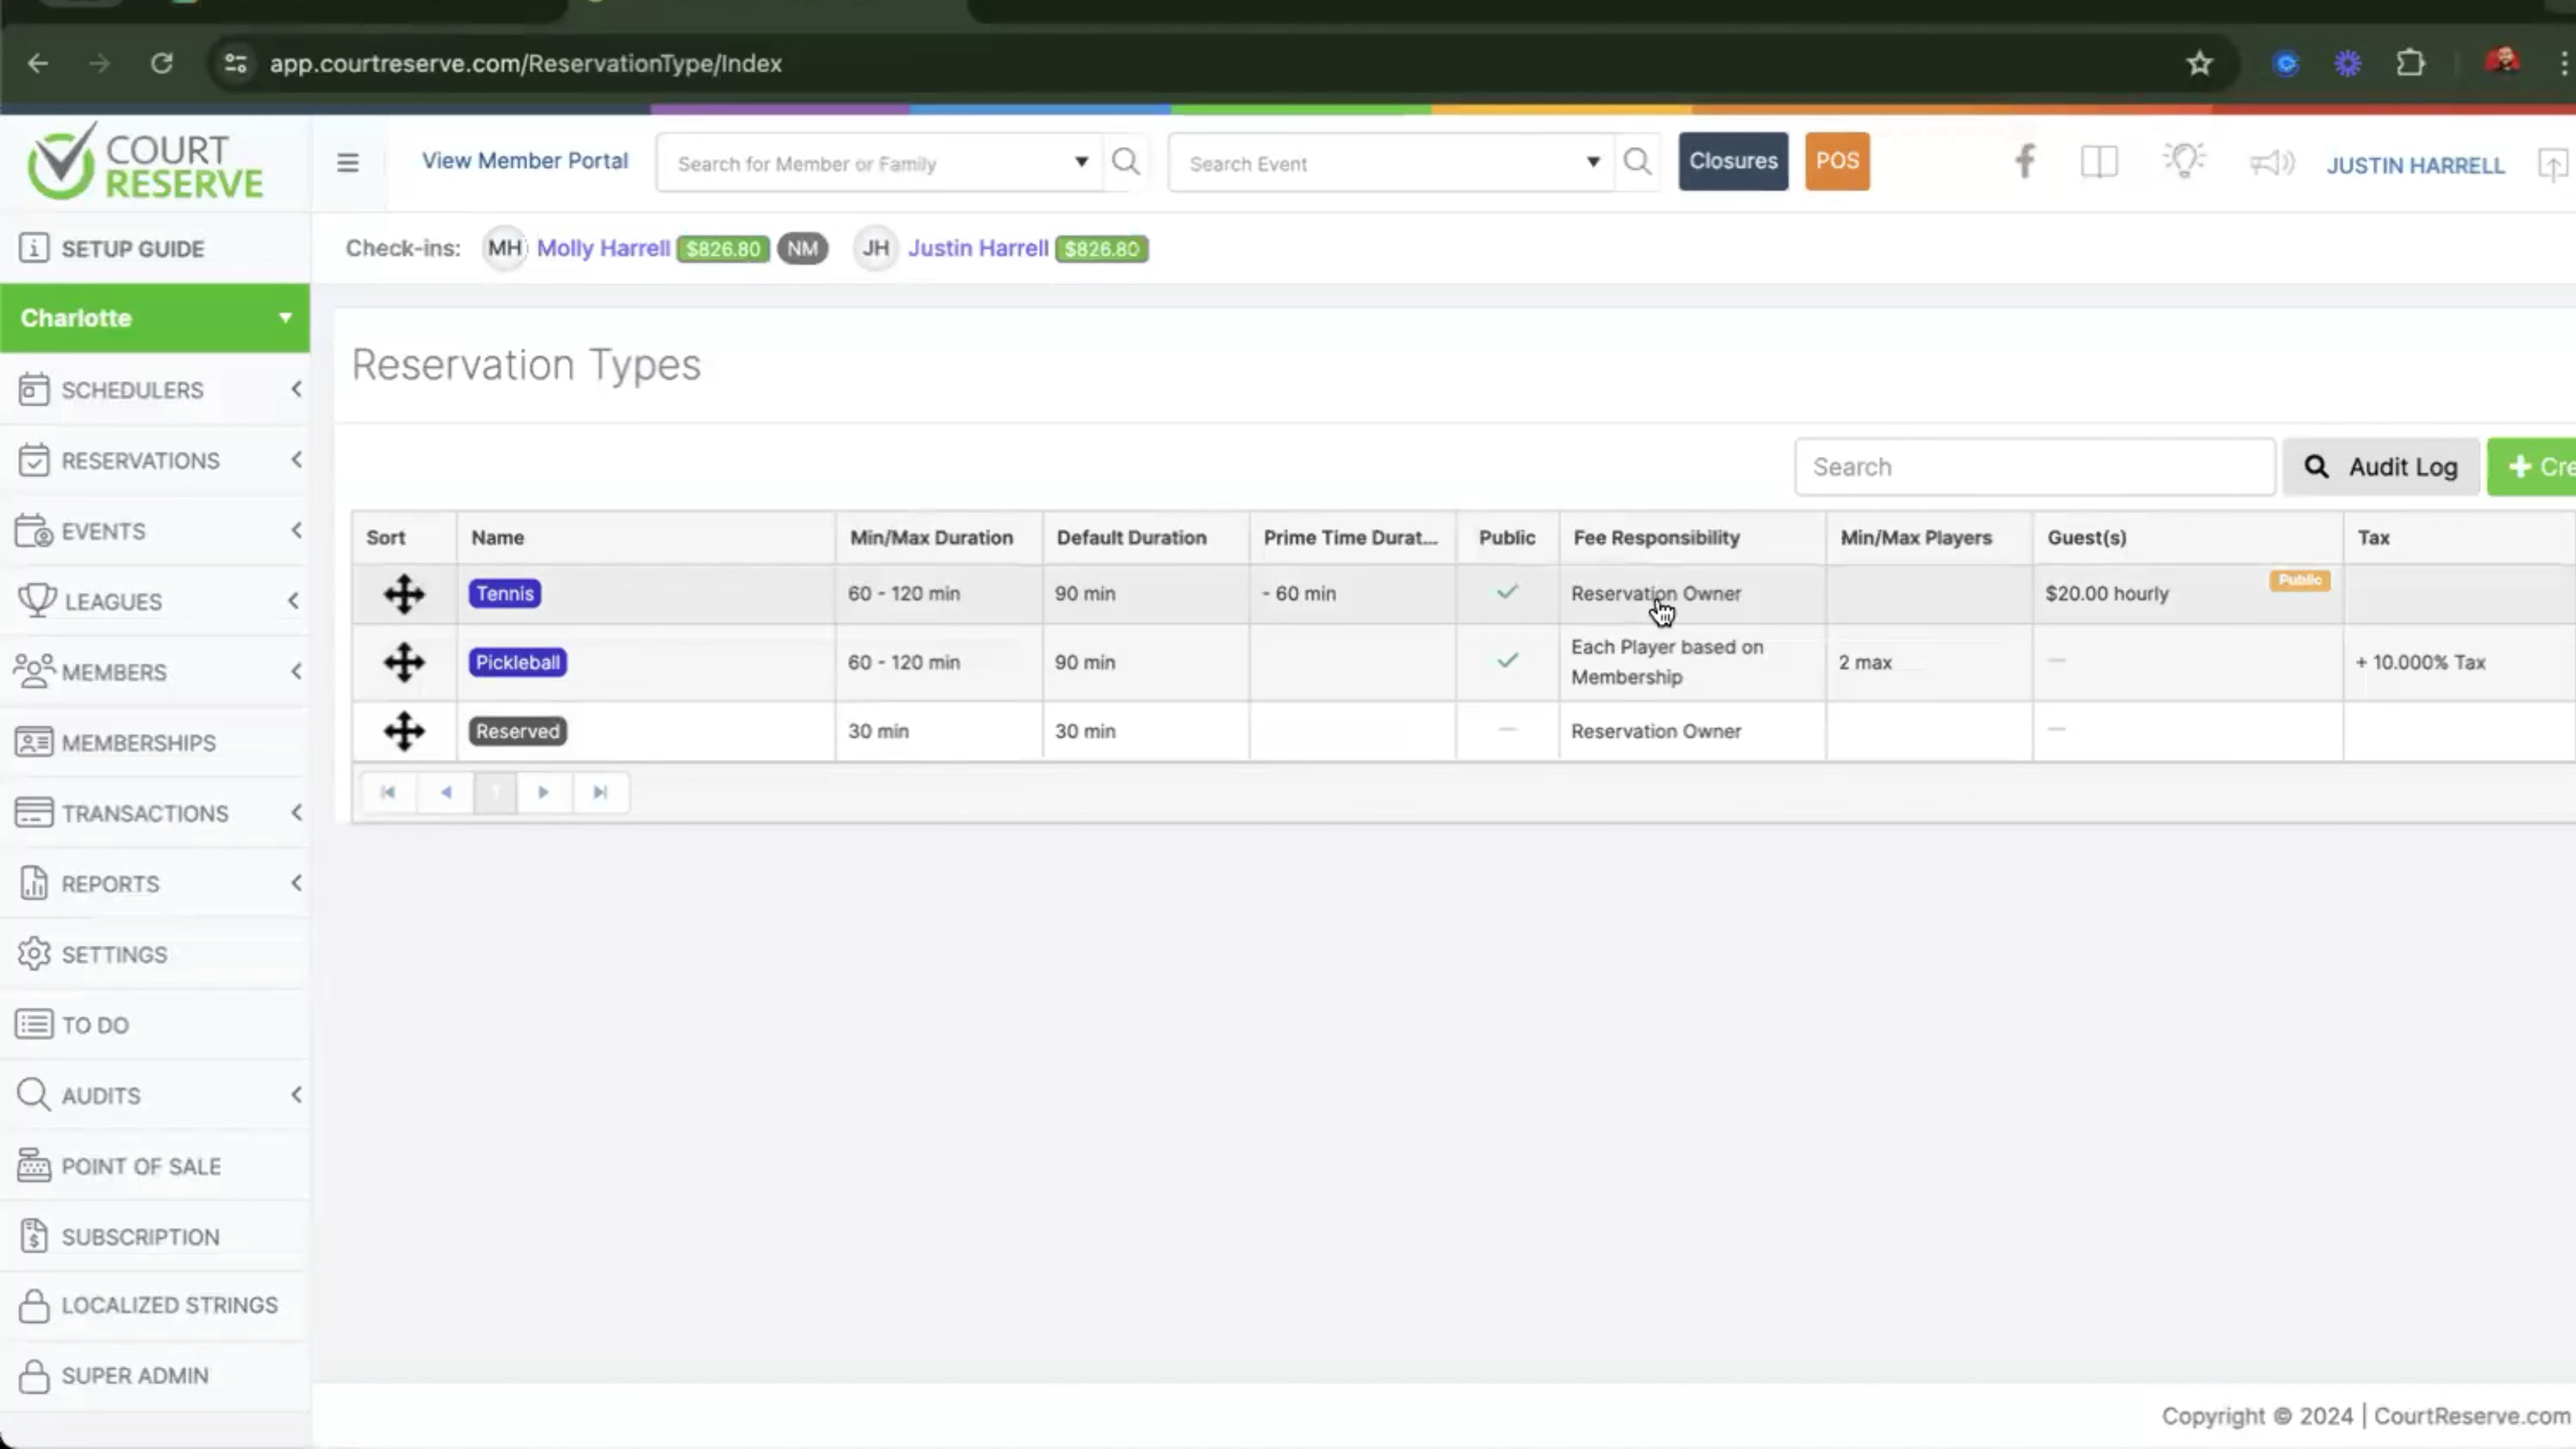 app.courtreserve.com/ReservationType/Index
COURT
RESERVE
View Member Portal
Search for Member or Family
Search Event
Closures
POS
JUSTIN HARRELL
SETUP GUIDE
Check-ins: MH Molly Harrell $826.80 NM JH Justin Harrell $826.80
Charlotte
SCHEDULERS
RESERVATIONS
EVENTS
LEAGUES
MEMBERS
MEMBERSHIPS
TRANSACTIONS
REPORTS
SETTINGS
TO DO
AUDITS
POINT OF SALE
SUBSCRIPTION
LOCALIZED STRINGS
SUPER ADMIN
Reservation Types
Search
Audit Log
+ Cre
Sort Name Min/Max Duration Default Duration Prime Time Durat... Public Fee Responsibility Min/Max Players Guest(s) Tax
Tennis 60 - 120 min 90 min - 60 min Reservation Owner $20.00 hourly Public
Pickleball 60 - 120 min 90 min Each Player based on
Membership 2 max — + 10.000% Tax
Reserved 30 min 30 min — Reservation Owner —
1
Copyright © 2024 | CourtReserve.com